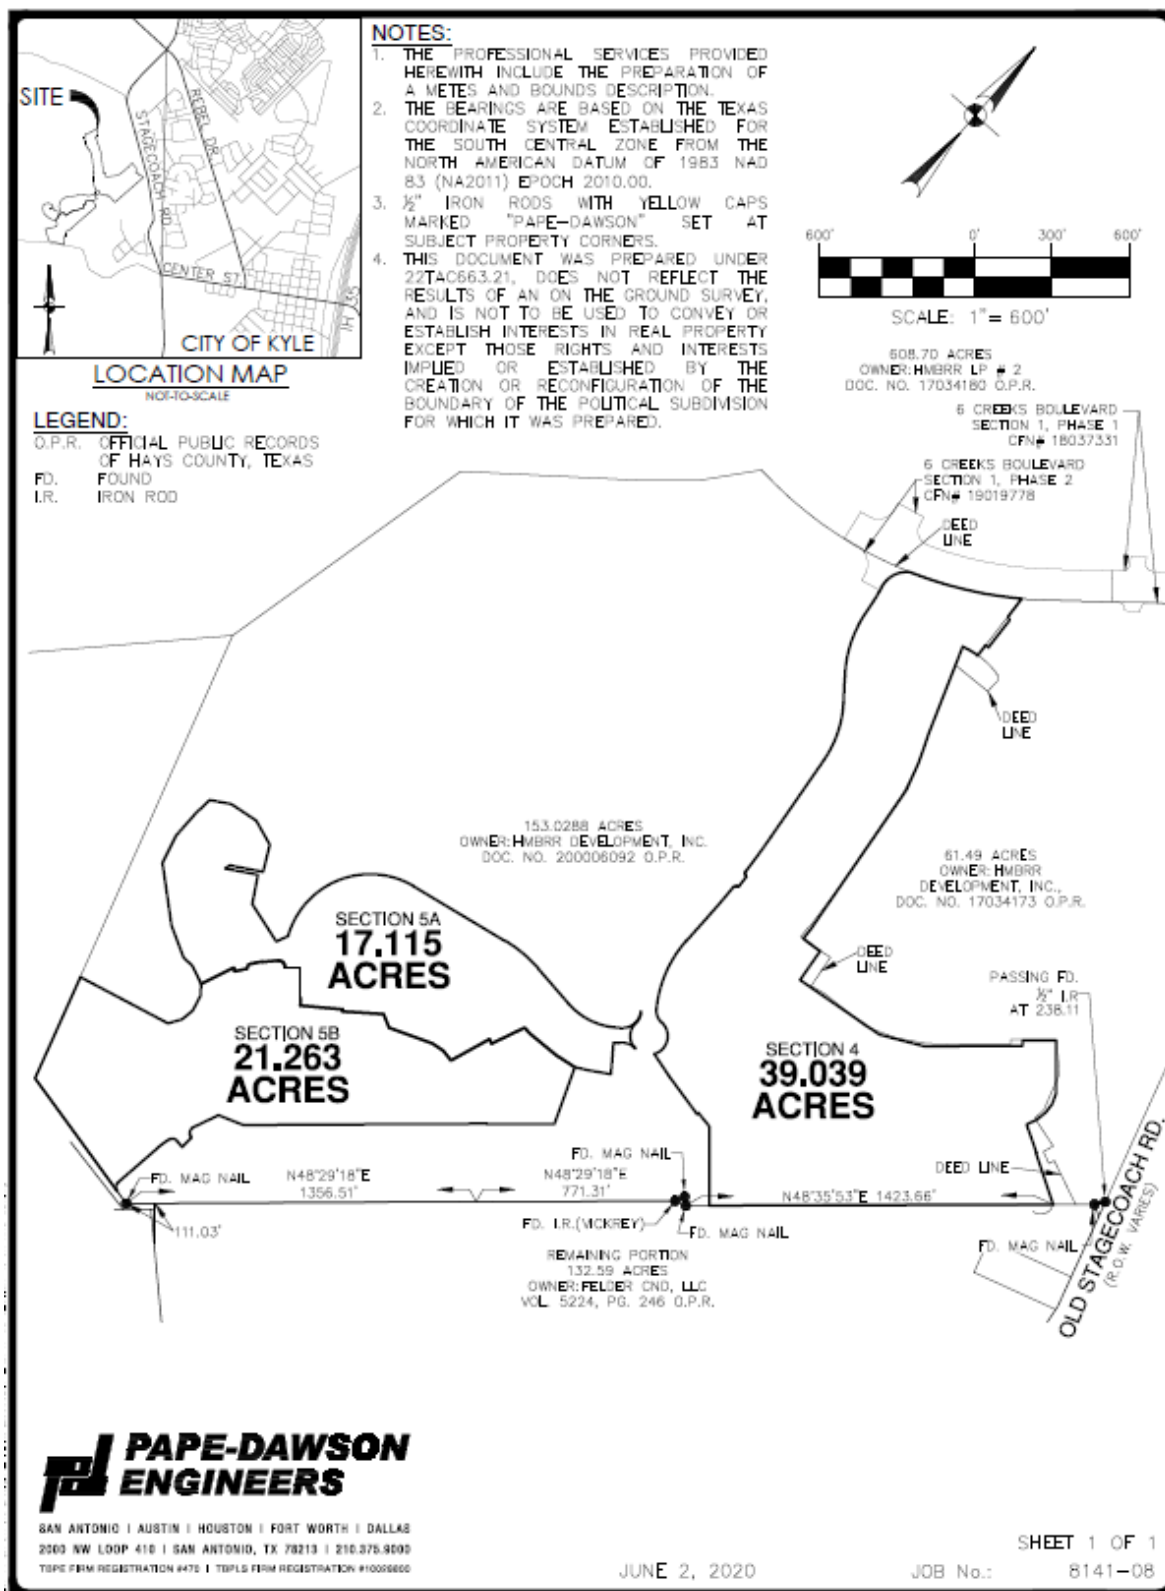 SITE
STAGECOACH RD
REBEL DR.
CENTER ST
IH 35
CITY OF KYLE
LOCATION MAP
NOT-TO-SCALE
LEGEND:
O.P.R. OFFICIAL PUBLIC RECORDS
OF HAYS COUNTY, TEXAS
FD. FOUND
I.R. IRON ROD
NOTES:
1. THE PROFESSIONAL SERVICES PROVIDED
HEREWITH INCLUDE THE PREPARATION OF
A METES AND BOUNDS DESCRIPTION.
2. THE BEARINGS ARE BASED ON THE TEXAS
COORDINATE SYSTEM ESTABLISHED FOR
THE SOUTH CENTRAL ZONE FROM THE
NORTH AMERICAN DATUM OF 1983 NAD
83 (NA2011) EPOCH 2010.00.
3. ½" IRON RODS WITH YELLOW CAPS
MARKED "PAPE-DAWSON" SET AT
SUBJECT PROPERTY CORNERS.
4. THIS DOCUMENT WAS PREPARED UNDER
22TAC663.21, DOES NOT REFLECT THE
RESULTS OF AN ON THE GROUND SURVEY,
AND IS NOT TO BE USED TO CONVEY OR
ESTABLISH INTERESTS IN REAL PROPERTY
EXCEPT THOSE RIGHTS AND INTERESTS
IMPLIED OR ESTABLISHED BY THE
CREATION OR RECONFIGURATION OF THE
BOUNDARY OF THE POLITICAL SUBDIVISION
FOR WHICH IT WAS PREPARED.
600' 0' 300' 600'
SCALE: 1"= 600'
608.70 ACRES
OWNER: HMBRR LP # 2
DOC. NO. 17034180 O.P.R.
6 CREEKS BOULEVARD
SECTION 1, PHASE 1
CFN# 18037331
6 CREEKS BOULEVARD
SECTION 1, PHASE 2
CFN# 19019778
DEED
LINE
DEED
LINE
153.0288 ACRES
OWNER: HMBRR DEVELOPMENT, INC.
DOC. NO. 200006092 O.P.R.
61.49 ACRES
OWNER: HMBRR
DEVELOPMENT, INC.,
DOC. NO. 17034173 O.P.R.
SECTION 5A
17.115
ACRES
DEED
LINE
PASSING FD.
½" I.R
AT 238.11
SECTION 5B
21.263
ACRES
SECTION 4
39.039
ACRES
FD. MAG NAIL
N48°29'18"E
1356.51'
N48°29'18"E
771.31'
FD. MAG NAIL
DEED LINE
N48°35'53"E 1423.66'
111.03'
FD. I.R.(VICKREY)
FD. MAG NAIL
FD. MAG NAIL
OLD STAGECOACH RD.
(R.O.W. VARIES)
REMAINING PORTION
132.59 ACRES
OWNER: FELDER CND, LLC
VOL. 5224, PG. 246 O.P.R.
PAPE-DAWSON
ENGINEERS
SAN ANTONIO | AUSTIN | HOUSTON | FORT WORTH | DALLAS
2000 NW LOOP 410 | SAN ANTONIO, TX 78213 | 210.375.9000
TBPE FIRM REGISTRATION #470 | TBPLS FIRM REGISTRATION #10028800
JUNE 2, 2020
SHEET 1 OF 1
JOB No.: 8141-08